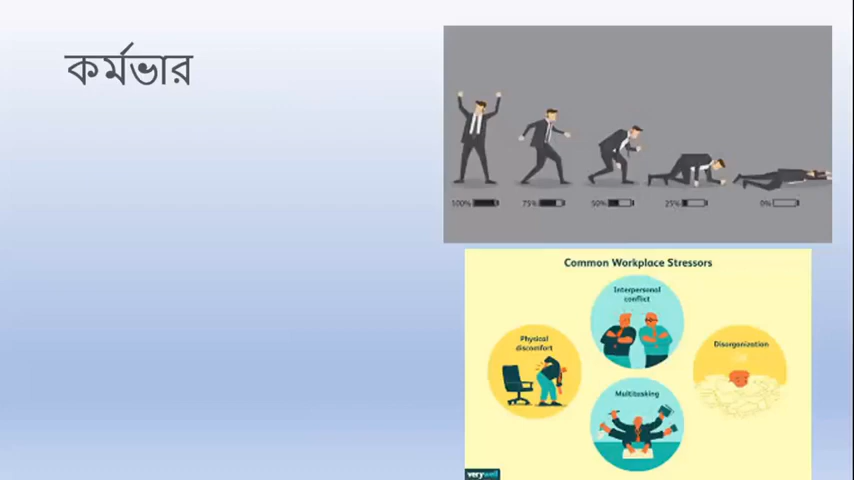 কর্মভার
100%
75%
50%
25%
0%
Common Workplace Stressors
Interpersonal
conflict
Physical
discomfort
Disorganization
Multitasking
verywell